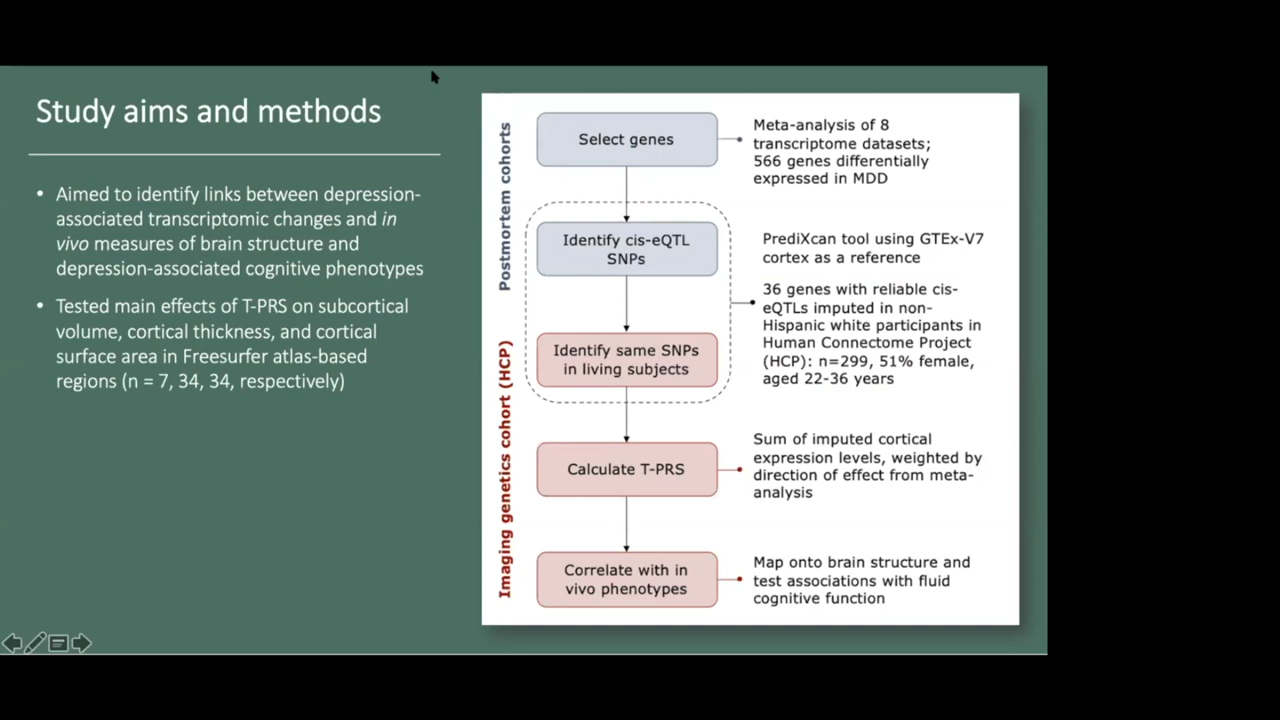 Study aims and methods
• Aimed to identify links between depression-
associated transcriptomic changes and in
vivo measures of brain structure and
depression-associated cognitive phenotypes
• Tested main effects of T-PRS on subcortical
volume, cortical thickness, and cortical
surface area in Freesurfer atlas-based
regions (n = 7, 34, 34, respectively)
Postmortem cohorts
Imaging genetics cohort (HCP)
Select genes
Meta-analysis of 8
transcriptome datasets;
566 genes differentially
expressed in MDD
Identify cis-eQTL
SNPs
PrediXcan tool using GTEx-V7
cortex as a reference
36 genes with reliable cis-
eQTLs imputed in non-
Hispanic white participants in
Human Connectome Project
(HCP): n=299, 51% female,
aged 22-36 years
Identify same SNPs
in living subjects
Calculate T-PRS
Sum of imputed cortical
expression levels, weighted by
direction of effect from meta-
analysis
Correlate with in
vivo phenotypes
Map onto brain structure and
test associations with fluid
cognitive function